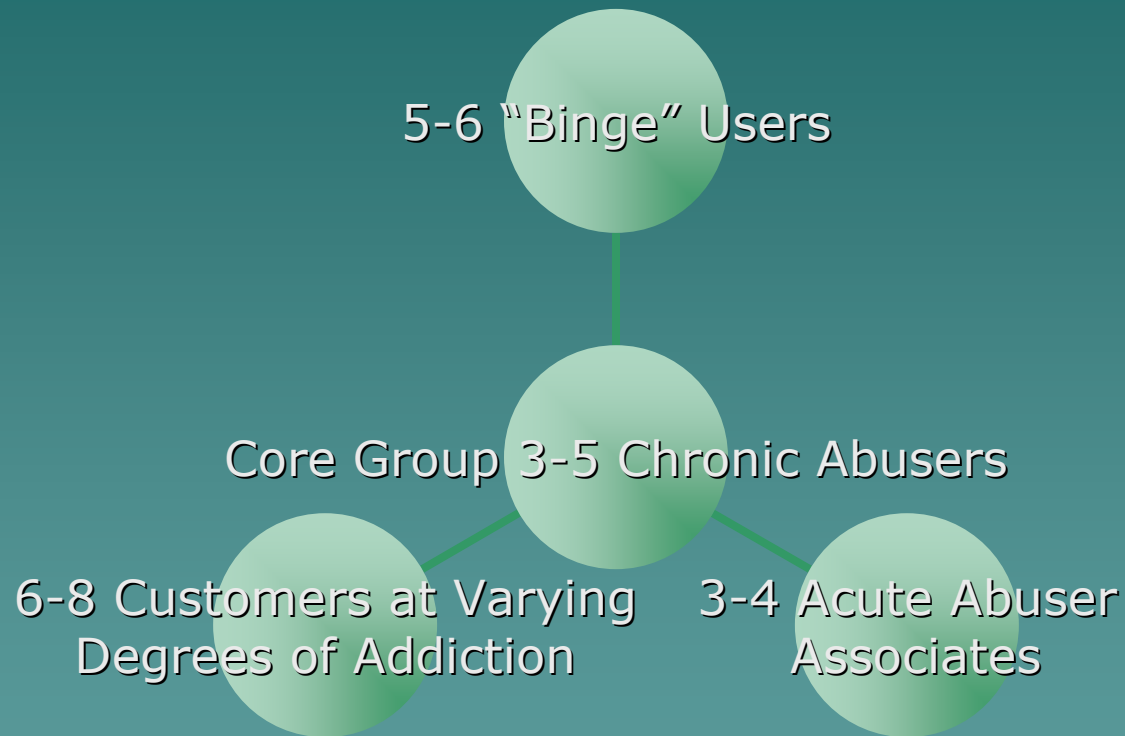 5-6 “Binge” Users
Core Group 3-5 Chronic Abusers
6-8 Customers at Varying
Degrees of Addiction
3-4 Acute Abuser
Associates